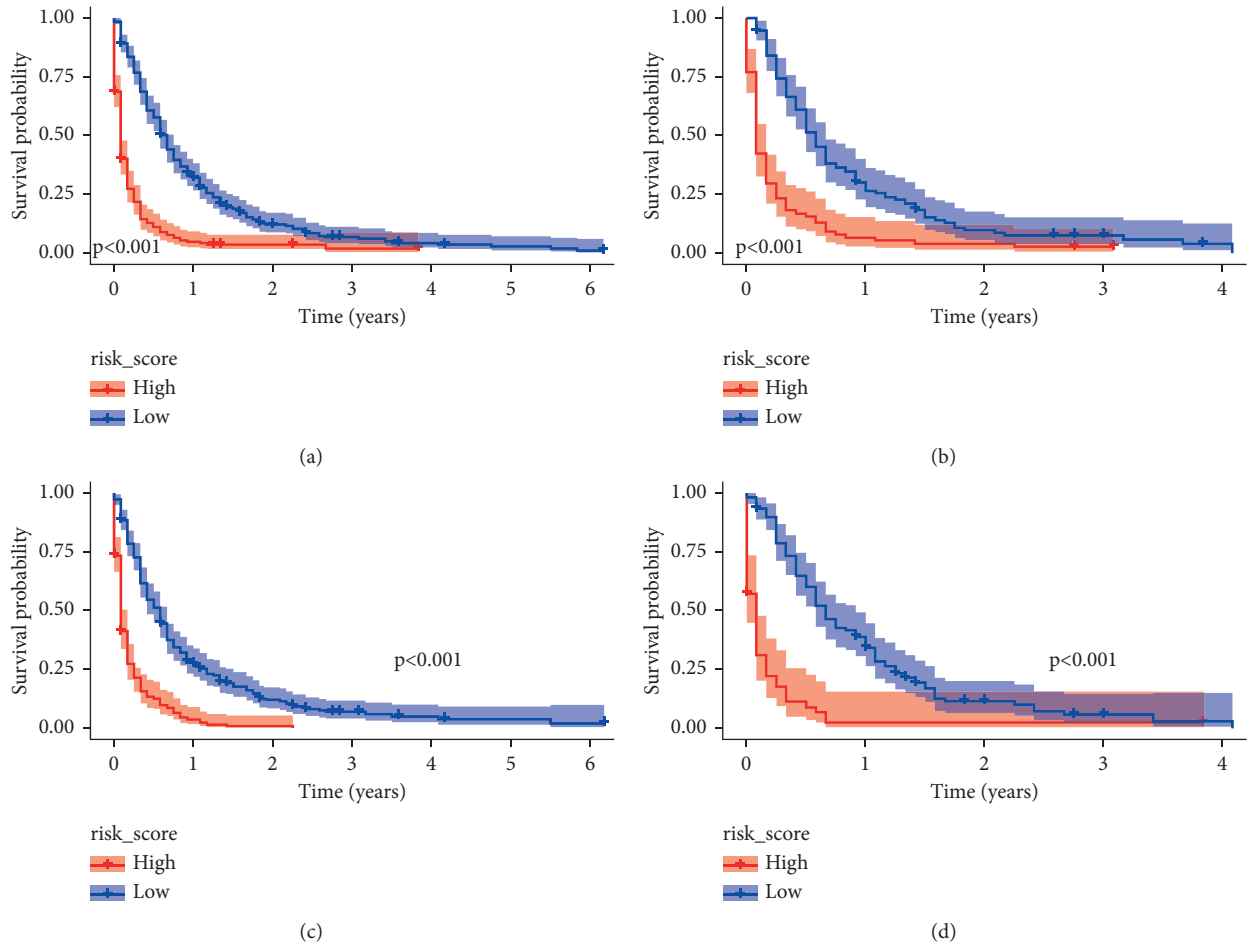 1.00
0.75
0.50
0.25
0.00
Survival probability
p<0.001
0 1 2 3 4 5 6
Time (years)
risk_score
High
Low
(a)
1.00
0.75
0.50
0.25
0.00
Survival probability
p<0.001
0 1 2 3 4
Time (years)
risk_score
High
Low
(b)
1.00
0.75
0.50
0.25
0.00
Survival probability
p<0.001
0 1 2 3 4 5 6
Time (years)
risk_score
High
Low
(c)
1.00
0.75
0.50
0.25
0.00
Survival probability
p<0.001
0 1 2 3 4
Time (years)
risk_score
High
Low
(d)